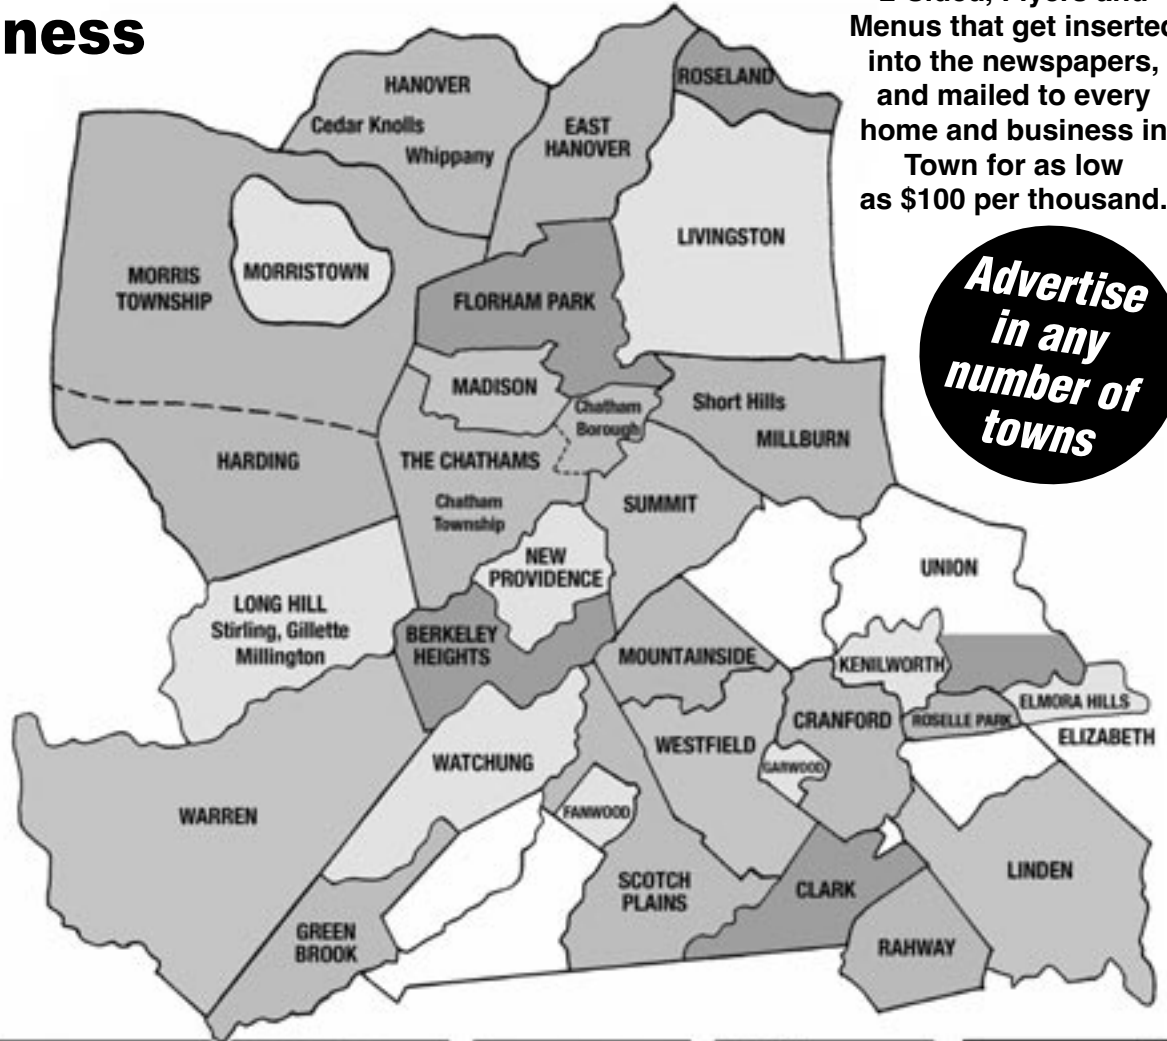 ness
Menus that get inserted
into the newspapers,
and mailed to every
home and business in
Town for as low
as $100 per thousand.
Advertise
in any
number of
towns
HANOVER
Cedar Knolls
Whippany
EAST
HANOVER
ROSELAND
LIVINGSTON
MORRIS
TOWNSHIP
MORRISTOWN
FLORHAM PARK
MADISON
Chatham
Borough
Short Hills
MILLBURN
HARDING
THE CHATHAMS
Chatham
Township
SUMMIT
NEW
PROVIDENCE
UNION
LONG HILL
Stirling, Gillette
Millington
BERKELEY
HEIGHTS
MOUNTAINSIDE
KENILWORTH
ELMORA HILLS
ROSELLE PARK
CRANFORD
ELIZABETH
WESTFIELD
GARWOOD
WATCHUNG
WARREN
FANWOOD
LINDEN
SCOTCH
PLAINS
CLARK
GREEN
BROOK
RAHWAY